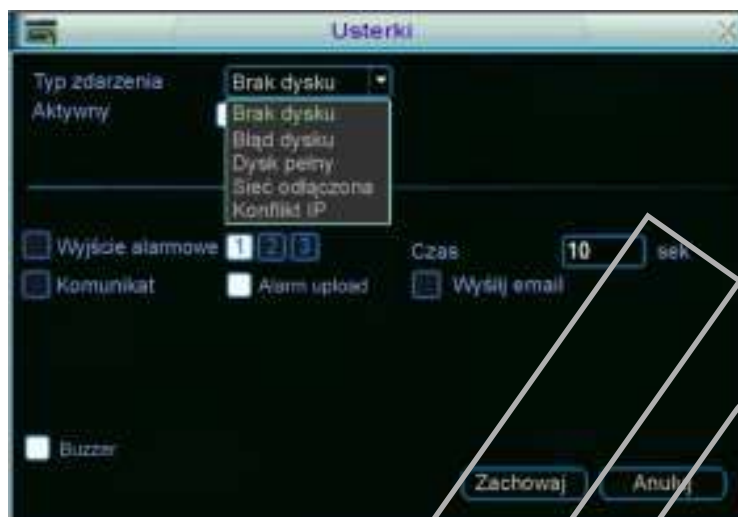 Usterki
Typ zdarzenia Brak dysku
Aktywny Brak dysku
Błąd dysku
Dysk pełny
Sieć odłączona
Konflikt IP
Wyjście alarmowe 1 2 3 Czas 10 sek
Komunikat Alarm upload Wyślij email
Buzzer
Zachowaj Anuluj